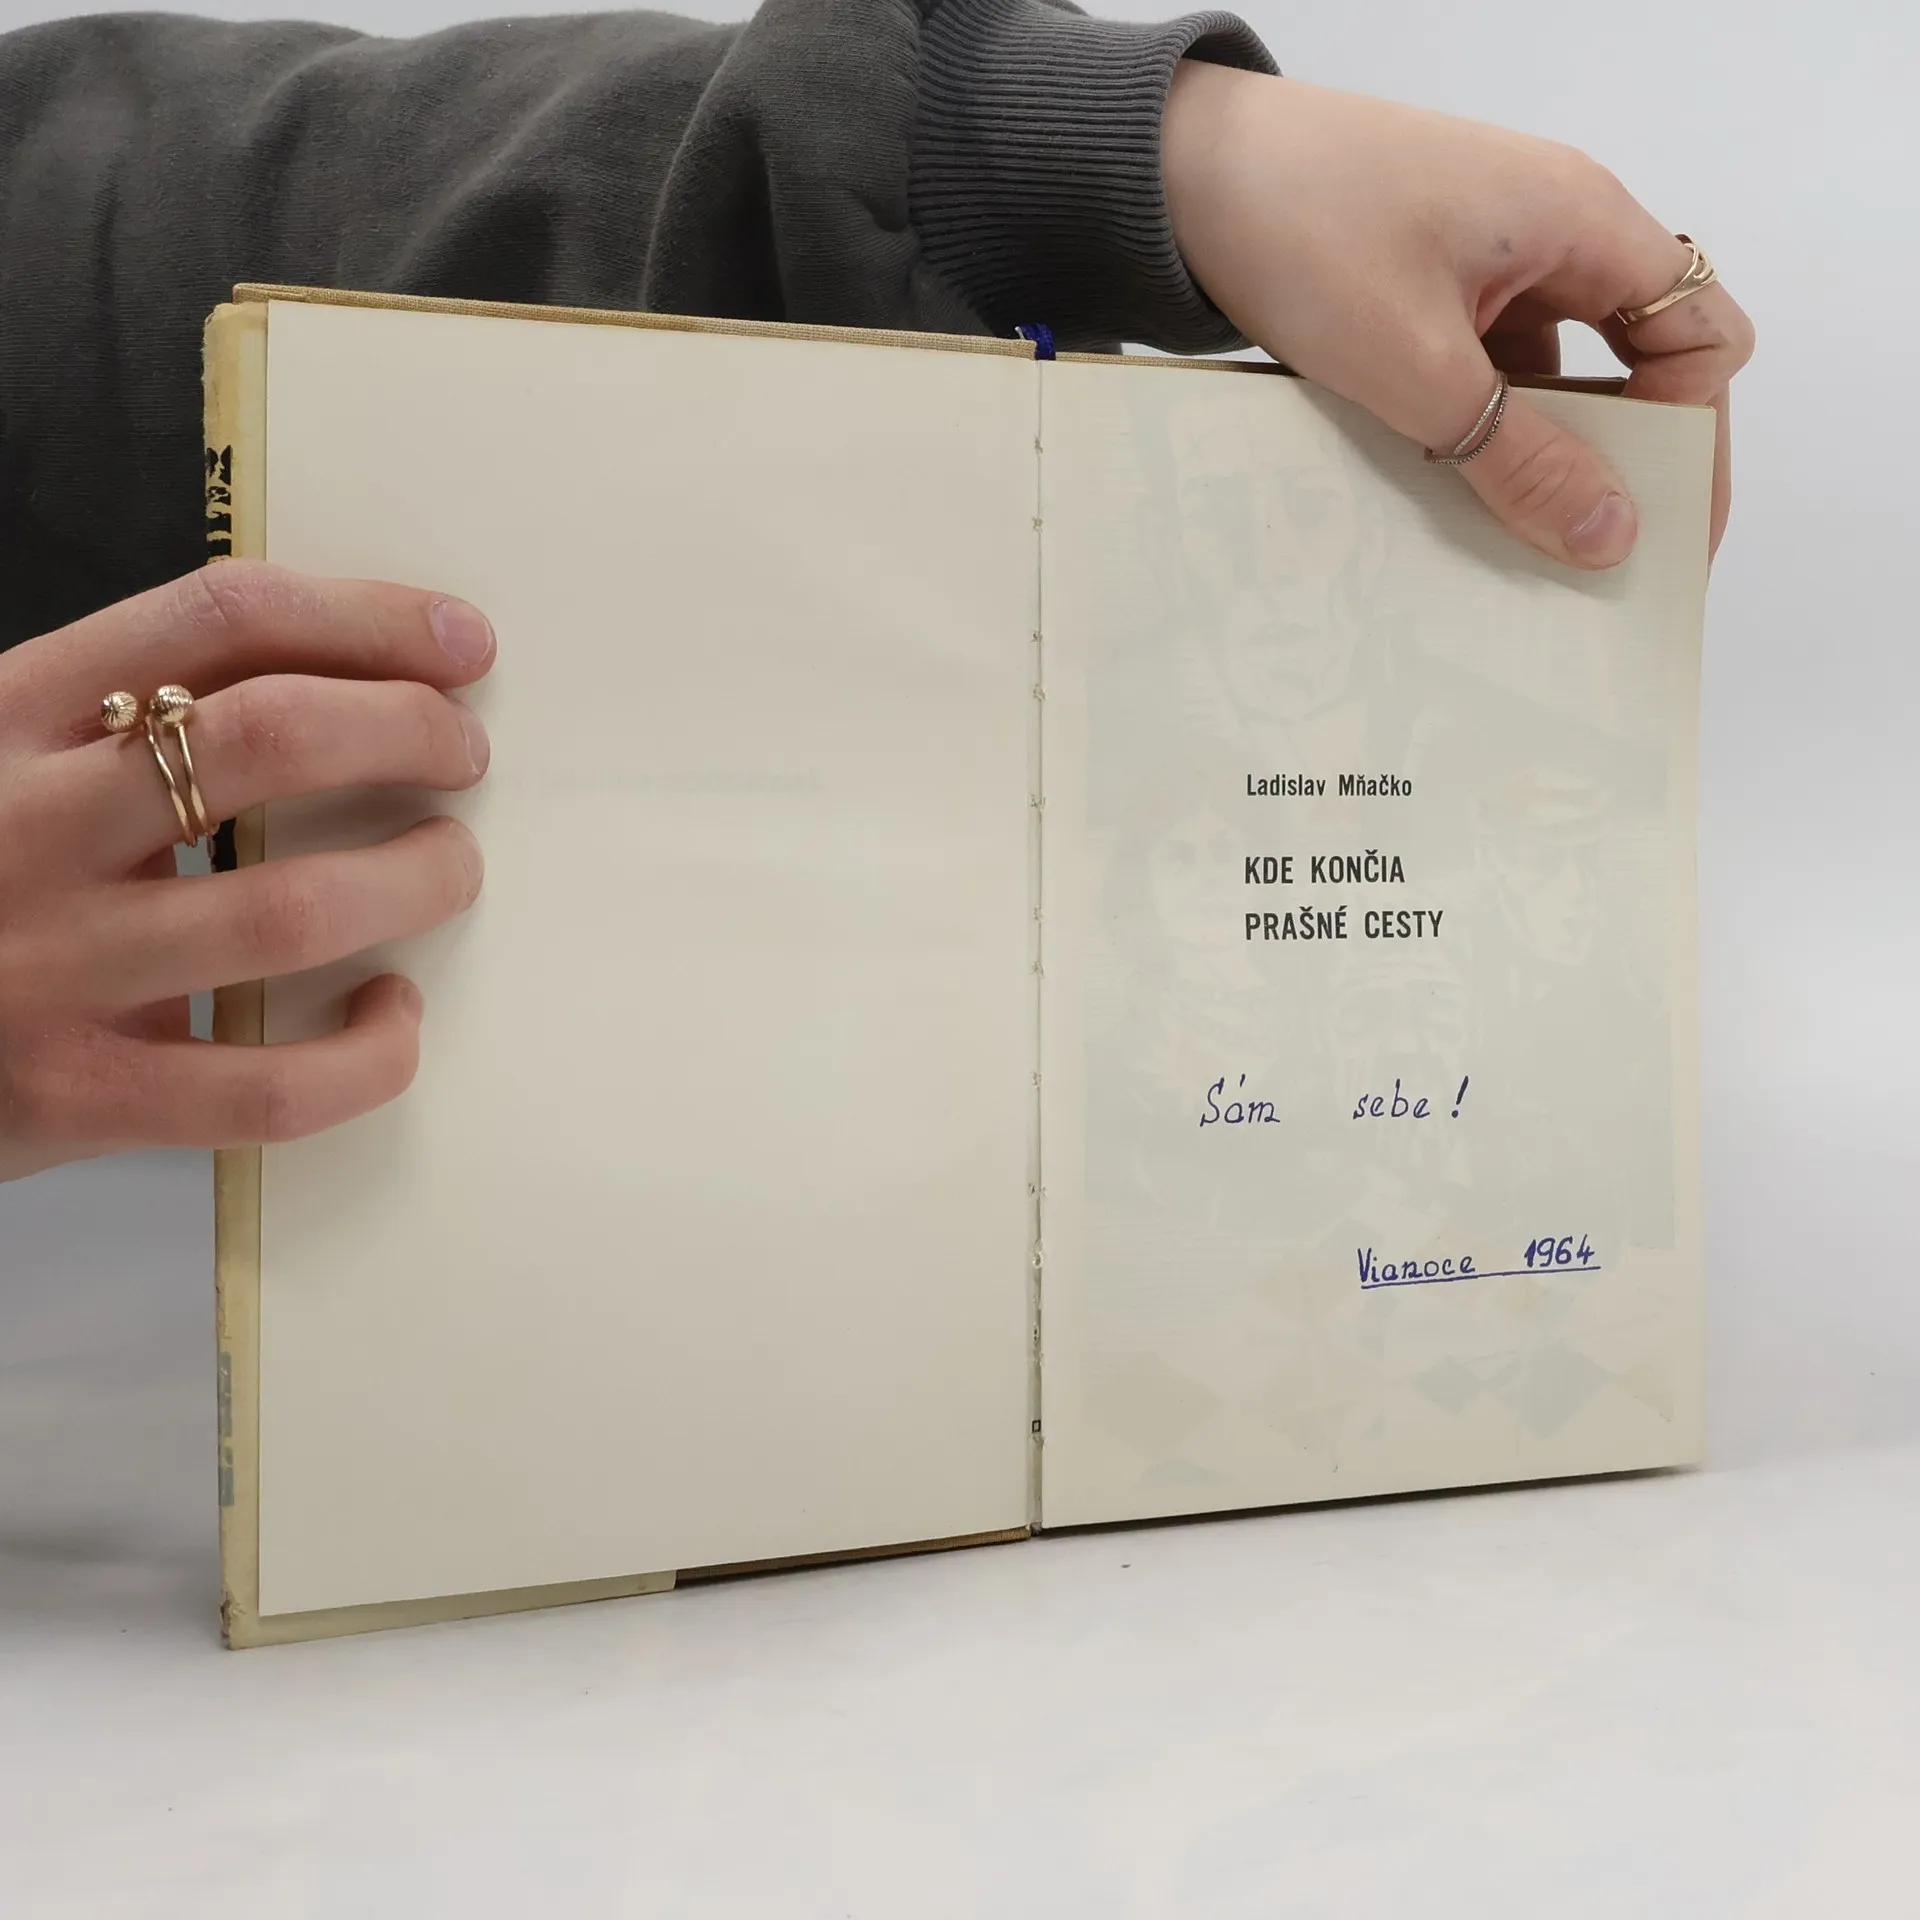 Ladislav Mňačko
KDE KONČIA
PRAŠNÉ CESTY
Sám sebe!
Vianoce 1964